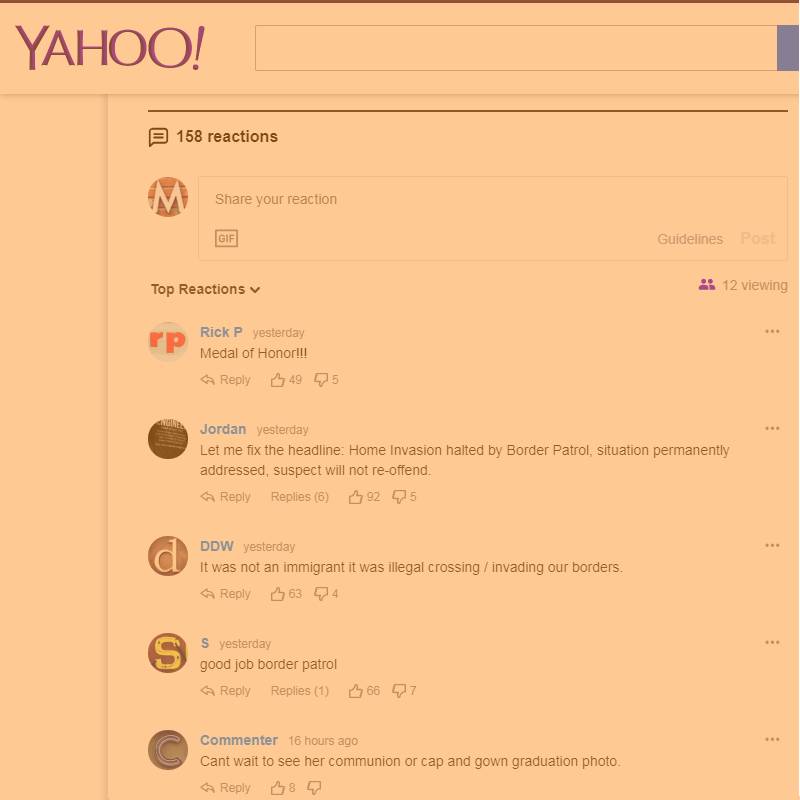 YAHOO!
158 reactions
M
Share your reaction
GIF
Guidelines Post
Top Reactions
12 viewing
rp
Rick P yesterday
Medal of Honor!!!
Reply 49 5
Jordan yesterday
Let me fix the headline: Home Invasion halted by Border Patrol, situation permanently
addressed, suspect will not re-offend.
Reply Replies (6) 92 5
d
DDW yesterday
It was not an immigrant it was illegal crossing / invading our borders.
Reply 63 4
S
S yesterday
good job border patrol
Reply Replies (1) 66 7
C
Commenter 16 hours ago
Cant wait to see her communion or cap and gown graduation photo.
Reply 8